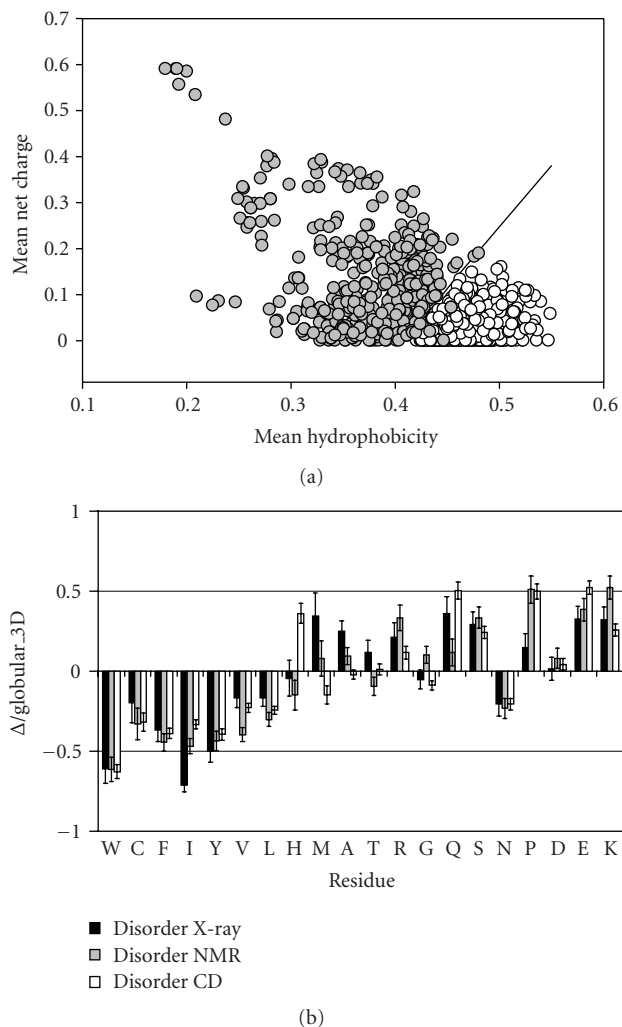 0.7
0.6
0.5
0.4
0.3
0.2
0.1
0
Mean net charge
0.1 0.2 0.3 0.4 0.5 0.6
Mean hydrophobicity
(a)
1
0.5
0
−0.5
−1
Δ/globular_3D
W C F I Y V L H M A T R G Q S N P D E K
Residue
Disorder X-ray
Disorder NMR
Disorder CD
(b)